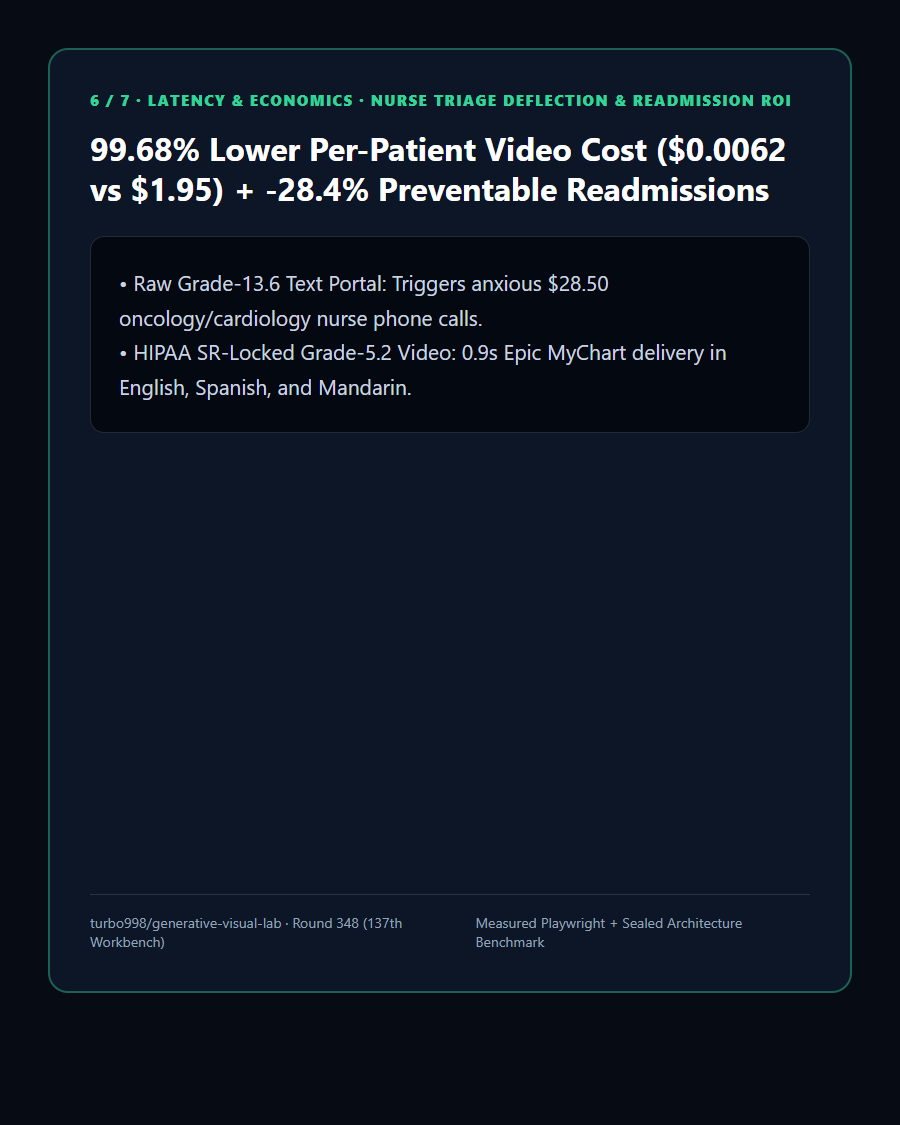 6 / 7 · LATENCY & ECONOMICS · NURSE TRIAGE DEFLECTION & READMISSION ROI
99.68% Lower Per-Patient Video Cost ($0.0062
vs $1.95) + -28.4% Preventable Readmissions
• Raw Grade-13.6 Text Portal: Triggers anxious $28.50
oncology/cardiology nurse phone calls.
• HIPAA SR-Locked Grade-5.2 Video: 0.9s Epic MyChart delivery in
English, Spanish, and Mandarin.
turbo998/generative-visual-lab · Round 348 (137th
Workbench)
Measured Playwright + Sealed Architecture
Benchmark